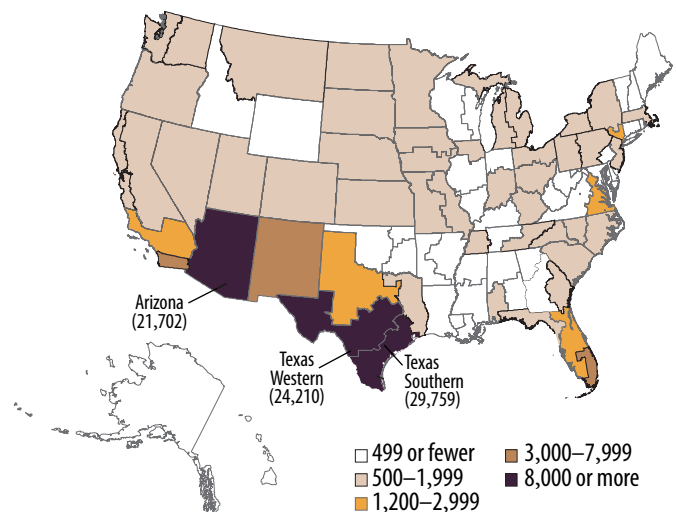 Arizona
(21,702)
Texas
Western
(24,210)
Texas
Southern
(29,759)
499 or fewer
500–1,999
1,200–2,999
3,000–7,999
8,000 or more